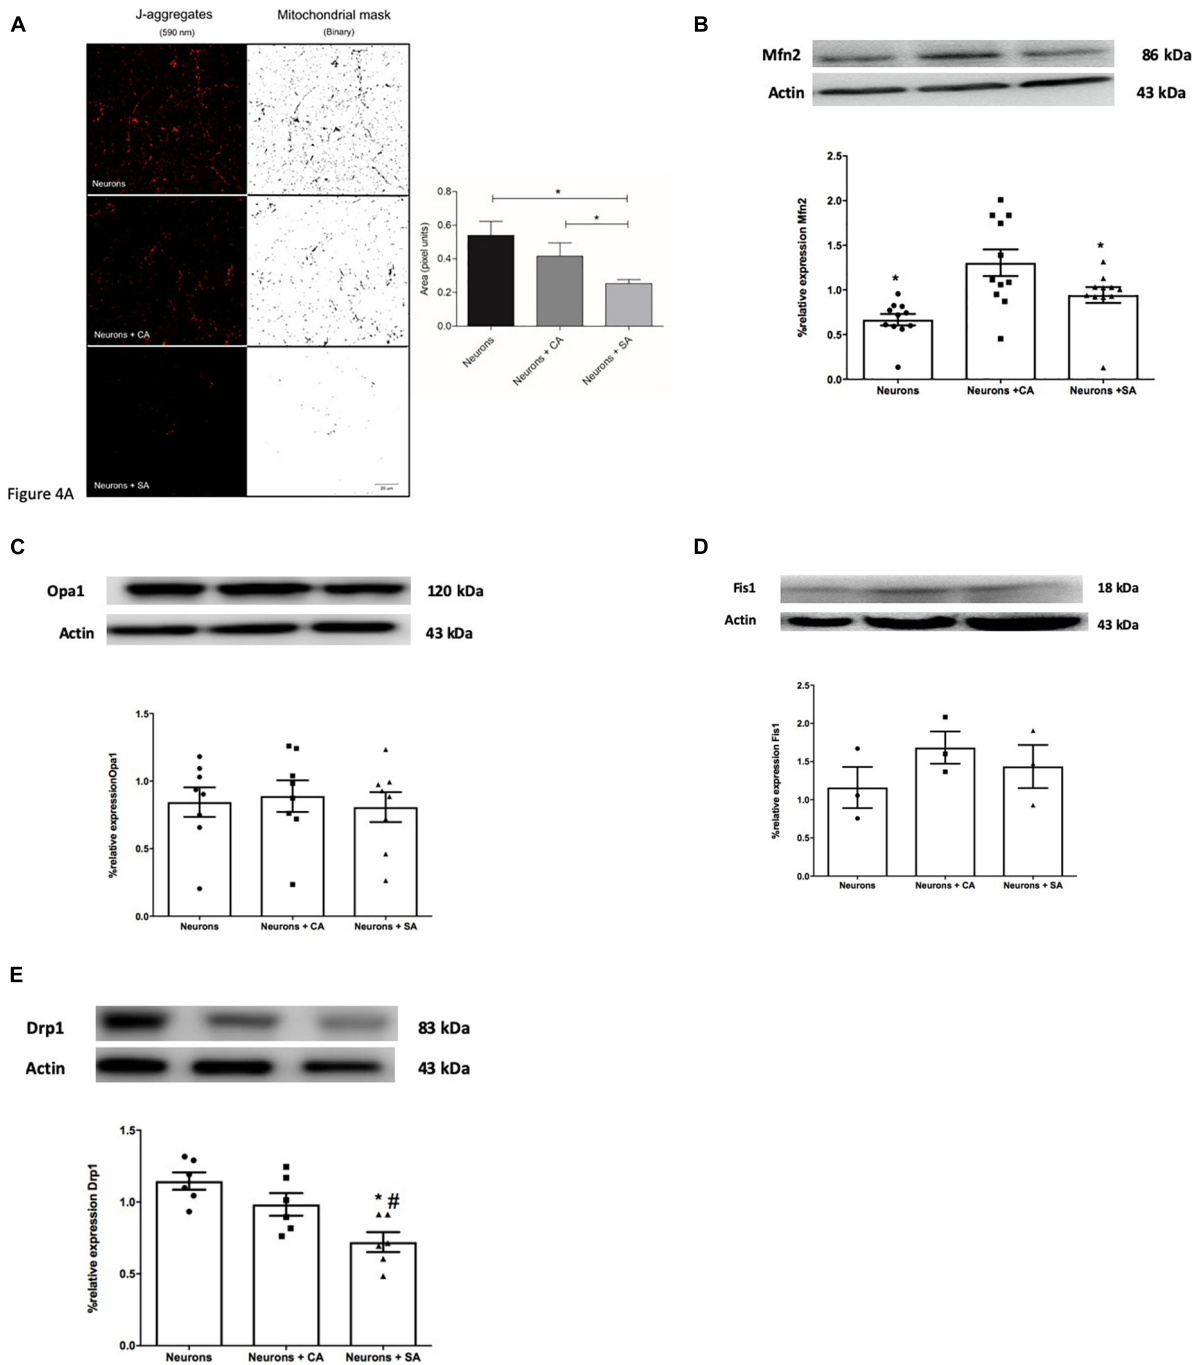 A
J-aggregates
(590 nm)
Mitochondrial mask
(Binary)
Neurons
Neurons + CA
Neurons + SA
20 um
Figure 4A
Area (pixel units)
0.8
0.6
0.4
0.2
0.0
*
*
Neurons
Neurons + CA
Neurons + SA
B
Mfn2
86 kDa
Actin
43 kDa
%relative expression Mfn2
2.5
2.0
1.5
1.0
0.5
0.0
*
*
Neurons
Neurons +CA
Neurons +SA
C
Opa1
120 kDa
Actin
43 kDa
%relative expressionOpa1
1.5
1.0
0.5
0.0
Neurons
Neurons + CA
Neurons + SA
D
Fis1
18 kDa
Actin
43 kDa
%relative expression Fis1
2.5
2.0
1.5
1.0
0.5
0.0
Neurons
Neurons + CA
Neurons + SA
E
Drp1
83 kDa
Actin
43 kDa
%relative expression Drp1
1.5
1.0
0.5
0.0
* #
Neurons
Neurons + CA
Neurons + SA